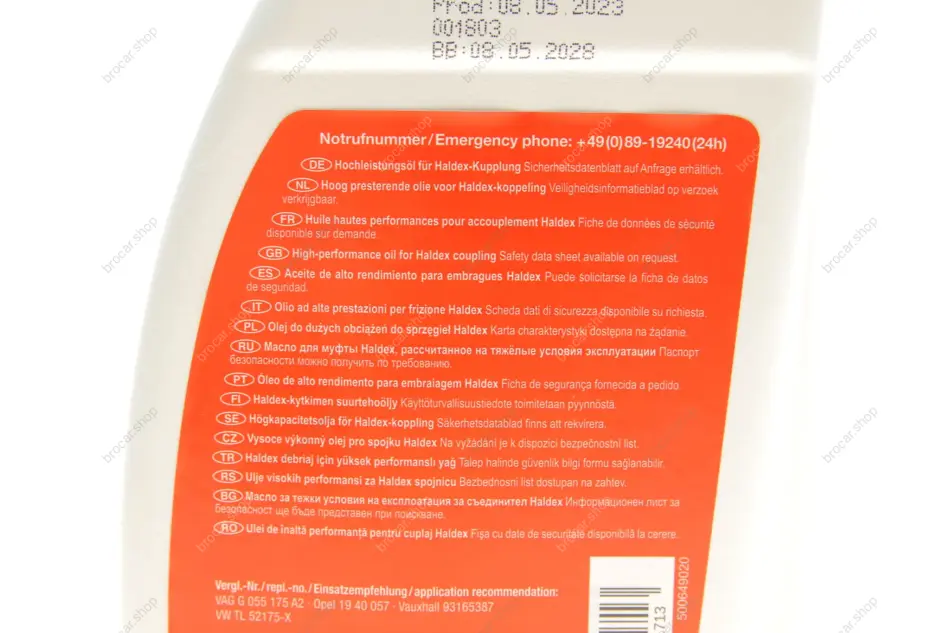 Prod:08.05.2023
001803
BB:08.05.2028
Notrufnummer/Emergency phone: +49(0)89-19240(24h)
DE Hochleistungsöl für Haldex-Kupplung Sicherheitsdatenblatt auf Anfrage erhältlich.
NL Hoog presterende olie voor Haldex-koppeling Veiligheidsinformatieblad op verzoek
verkrijgbaar.
FR Huile hautes performances pour accouplement Haldex Fiche de données de sécurité
disponible sur demande.
GB High-performance oil for Haldex coupling Safety data sheet available on request.
ES Aceite de alto rendimiento para embragues Haldex Puede solicitarse la ficha de datos
de seguridad.
IT Olio ad alte prestazioni per frizione Haldex Scheda dati di sicurezza disponibile su richiesta.
PL Olej do dużych obciążeń do sprzęgieł Haldex Karta charakterystyki dostępna na żądanie.
RU Масло для муфты Haldex, рассчитанное на тяжёлые условия эксплуатации Паспорт
безопасности можно получить по требованию.
PT Óleo de alto rendimento para embraiagem Haldex Ficha de segurança fornecida a pedido.
FI Haldex-kytkimen suurtehoöljy Käyttöturvallisuustiedote toimitetaan pyynnöstä.
SE Högkapacitetsolja för Haldex-koppling Säkerhetsdatablad finns att rekvirera.
CZ Vysoce výkonný olej pro spojku Haldex Na vyžádání je k dispozici bezpečnostní list.
TR Haldex debriaj için yüksek performanslı yağ Talep halinde güvenlik bilgi formu sağlanabilir.
RS Ulje visokih performansi za Haldex spojnicu Bezbednosni list dostupan na zahtev.
BG Масло за тежки условия на експлоатация за съединител Haldex Информационен лист за
безопасност ще бъде представен при поискване.
RO Ulei de înaltă performanță pentru cuplaj Haldex Fişa cu date de securitate disponibilă la cerere.
Vergl.-Nr./repl.-no./Einsatzempfehlung/application recommendation:
VAG G 055 175 A2 · Opel 19 40 057 · Vauxhall 93165387
VW TL 52175-X
713
500649020
brocar.shop